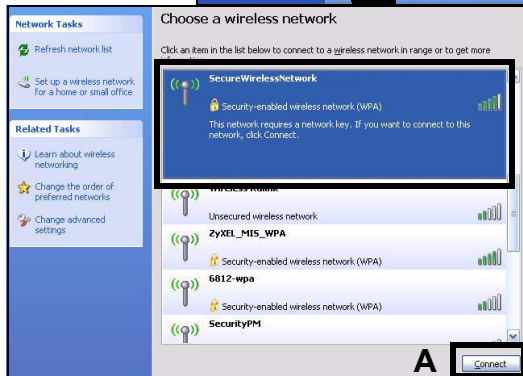 Network Tasks
Refresh network list
Set up a wireless network
for a home or small office
Related Tasks
Learn about wireless
networking
Change the order of
preferred networks
Change advanced
settings
Choose a wireless network
Click an item in the list below to connect to a wireless network in range or to get more
SecureWirelessNetwork
Security-enabled wireless network (WPA)
This network requires a network key. If you want to connect to this
network, click Connect.
Unsecured wireless network
ZyXEL_MIS_WPA
Security-enabled wireless network (WPA)
6812-wpa
Security-enabled wireless network (WPA)
SecurityPM
A
Connect